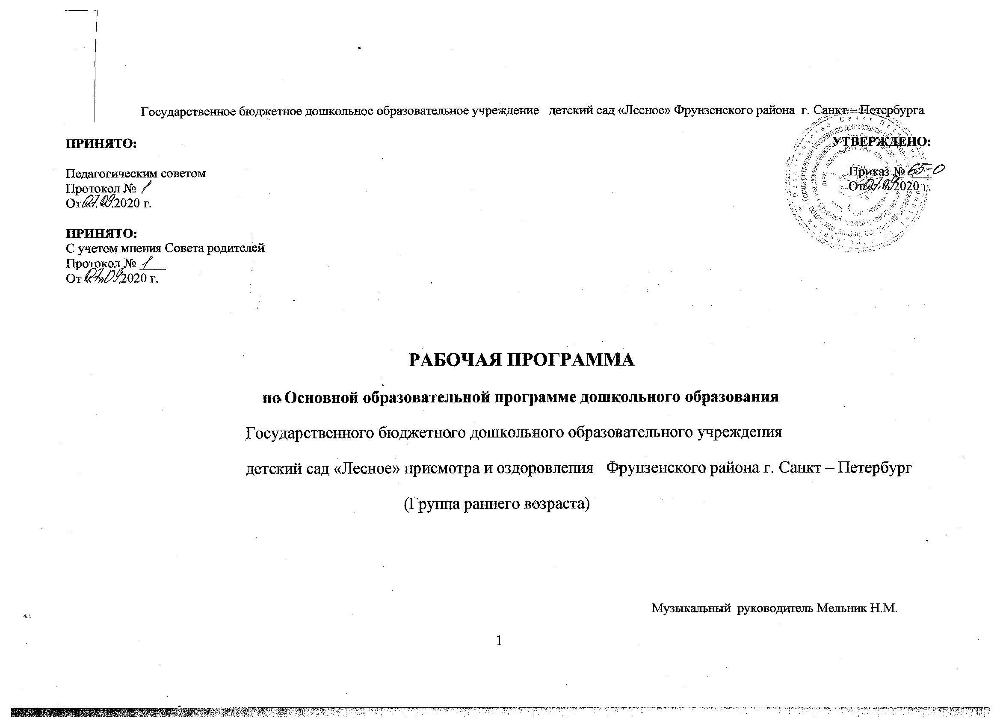 Государственное бюджетное дошкольное образовательное учреждение детский сад «Лесное» Фрунзенского района г. Санкт – Петербурга
ПРИНЯТО:
УТВЕРЖДЕНО:
Педагогическим советом
Приказ № 65-О
Протокол № 1
От 07.09.2020 г.
От «07.09.2020 г.
ПРИНЯТО:
С учетом мнения Совета родителей
Протокол № 1
От «07»09.2020 г.
РАБОЧАЯ ПРОГРАММА
по Основной образовательной программе дошкольного образования
Государственного бюджетного дошкольного образовательного учреждения
детский сад «Лесное» присмотра и оздоровления Фрунзенского района г. Санкт – Петербург
(Группа раннего возраста)
Музыкальный руководитель Мельник Н.М.
1